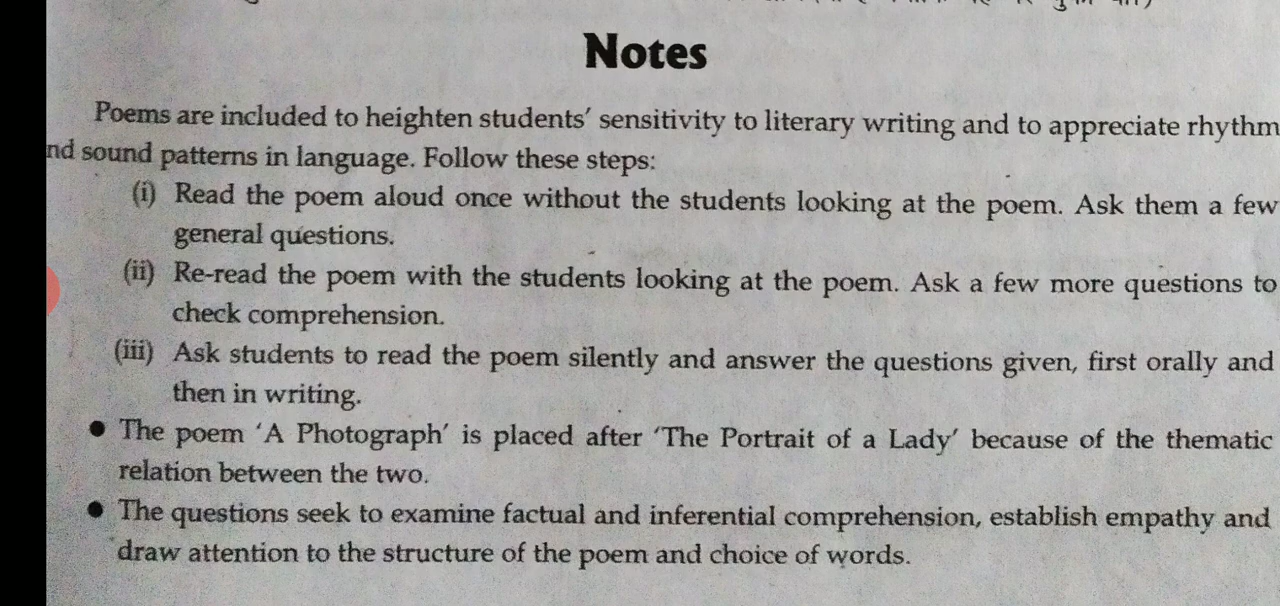 Notes
Poems are included to heighten students' sensitivity to literary writing and to appreciate rhythm
nd sound patterns in language. Follow these steps:
(i) Read the poem aloud once without the students looking at the poem. Ask them a few
general questions.
(ii) Re-read the poem with the students looking at the poem. Ask a few more questions to
check comprehension.
(iii) Ask students to read the poem silently and answer the questions given, first orally and
then in writing.
● The poem 'A Photograph' is placed after 'The Portrait of a Lady' because of the thematic
relation between the two.
● The questions seek to examine factual and inferential comprehension, establish empathy and
draw attention to the structure of the poem and choice of words.